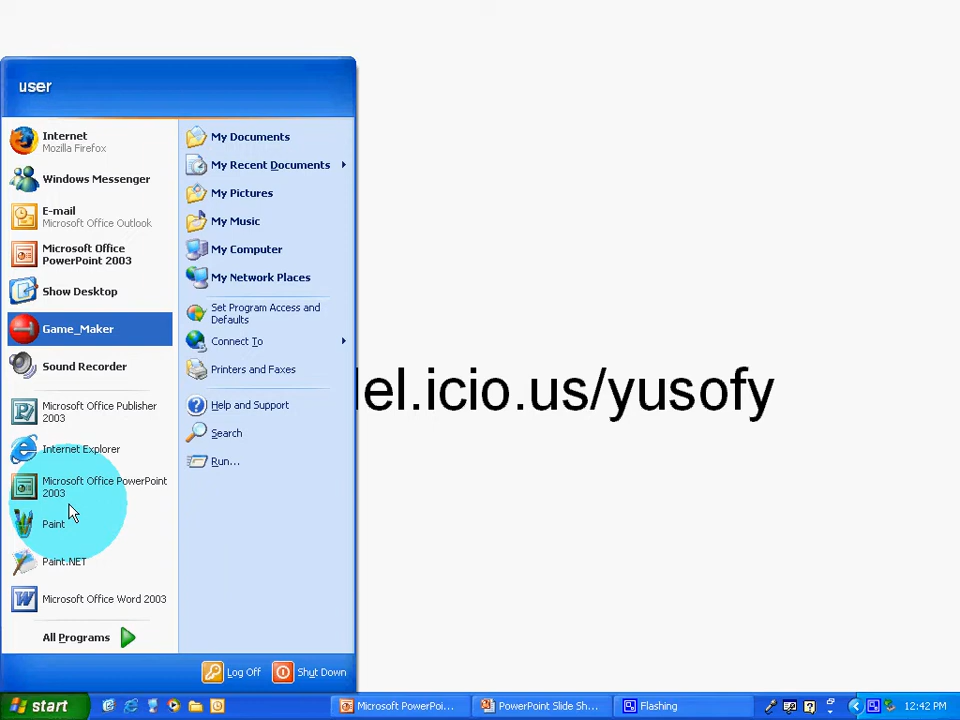 user
Internet
Mozilla Firefox
Windows Messenger
E-mail
Microsoft Office Outlook
Microsoft Office
PowerPoint 2003
Show Desktop
Game_Maker
Sound Recorder
Microsoft Office Publisher
2003
Internet Explorer
Microsoft Office PowerPoint
2003
Paint
Paint.NET
Microsoft Office Word 2003
All Programs
My Documents
My Recent Documents
My Pictures
My Music
My Computer
My Network Places
Set Program Access and
Defaults
Connect To
Printers and Faxes
Help and Support
Search
Run...
Log Off
Shut Down
del.icio.us/yusofy
start
Microsoft PowerPoi...
PowerPoint Slide Sh...
Flashing
12:42 PM